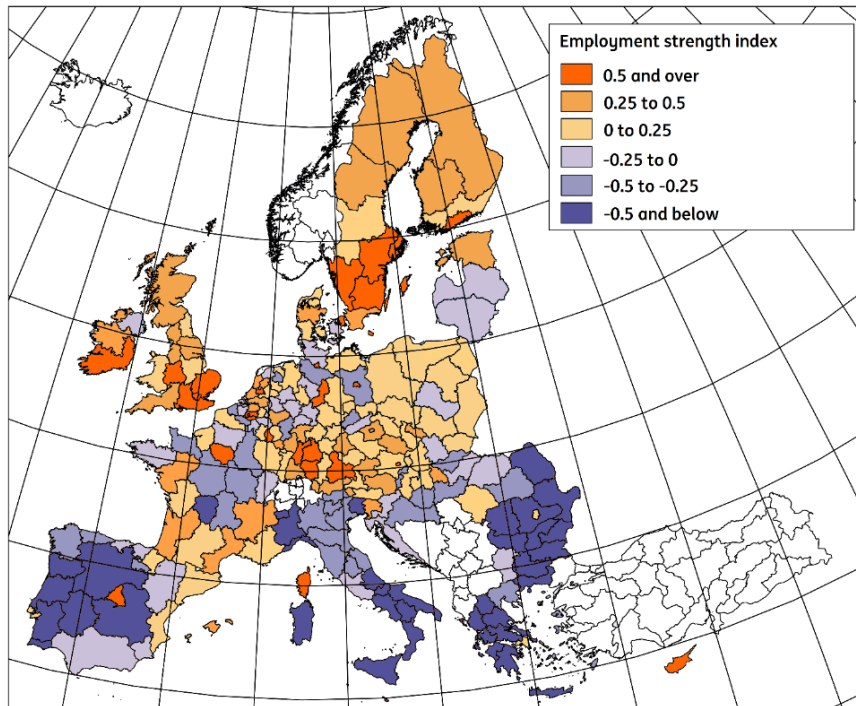 Employment strength index
0.5 and over
0.25 to 0.5
0 to 0.25
-0.25 to 0
-0.5 to -0.25
-0.5 and below